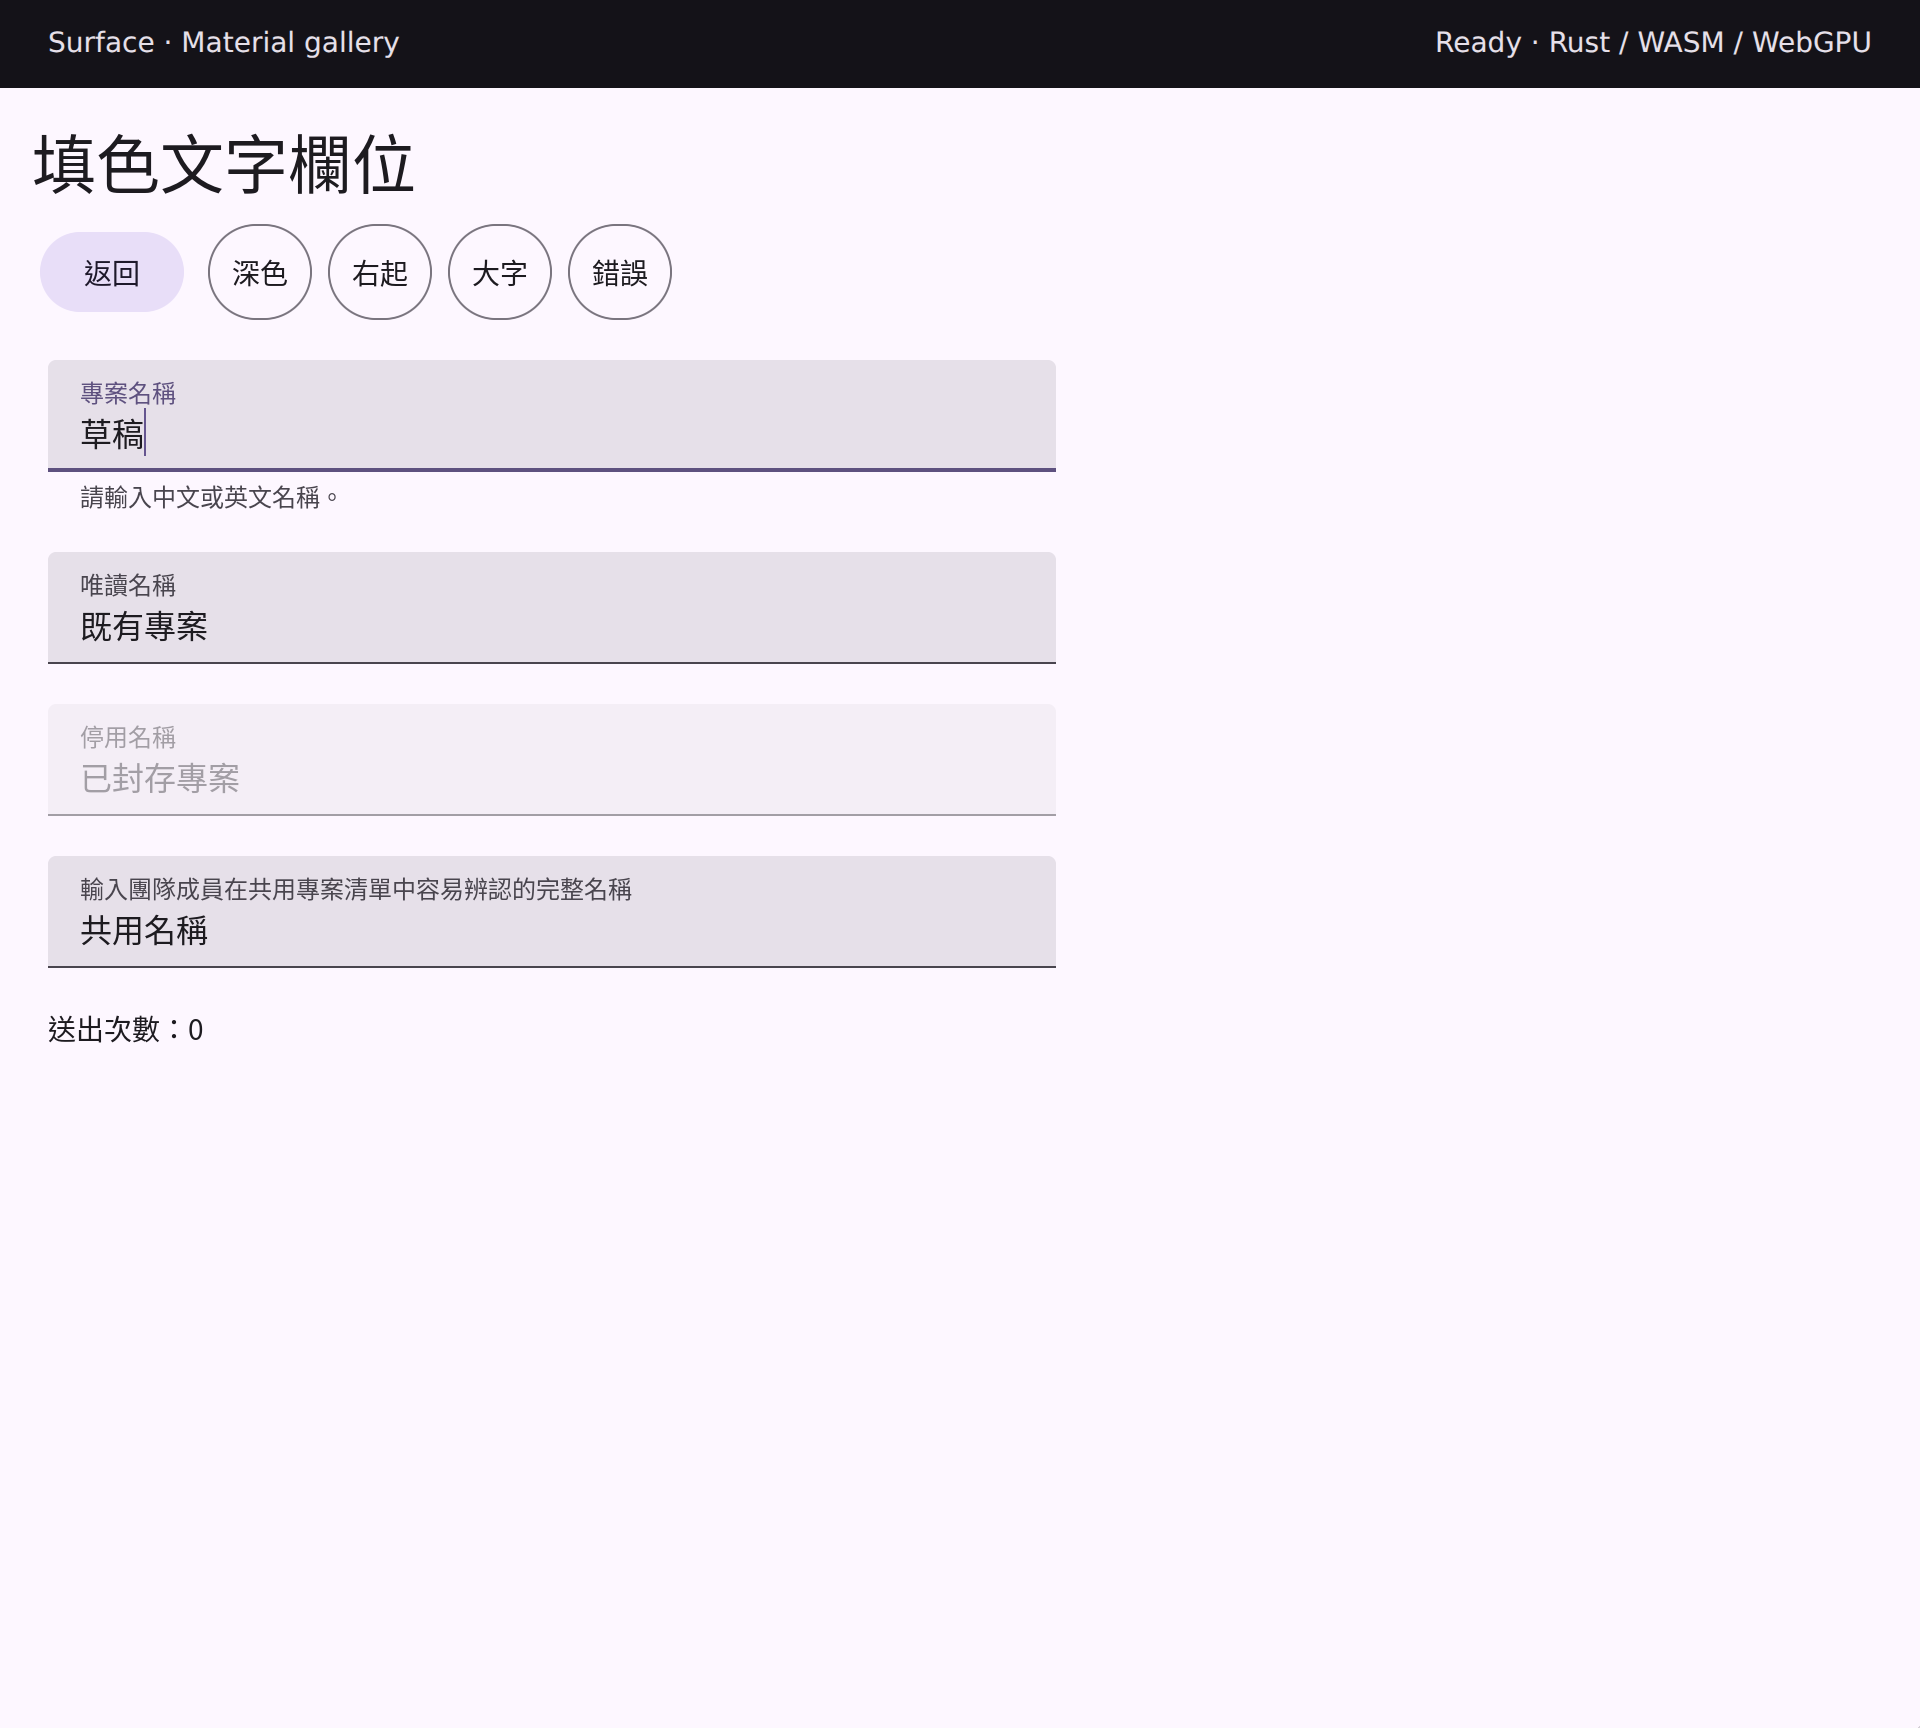 Surface · Material gallery
Ready · Rust / WASM / WebGPU
填色文字欄位
返回 深色 右起 大字 錯誤
專案名稱
草稿
請輸入中文或英文名稱。
唯讀名稱
既有專案
停用名稱
已封存專案
輸入團隊成員在共用專案清單中容易辨認的完整名稱
共用名稱
送出次數：0